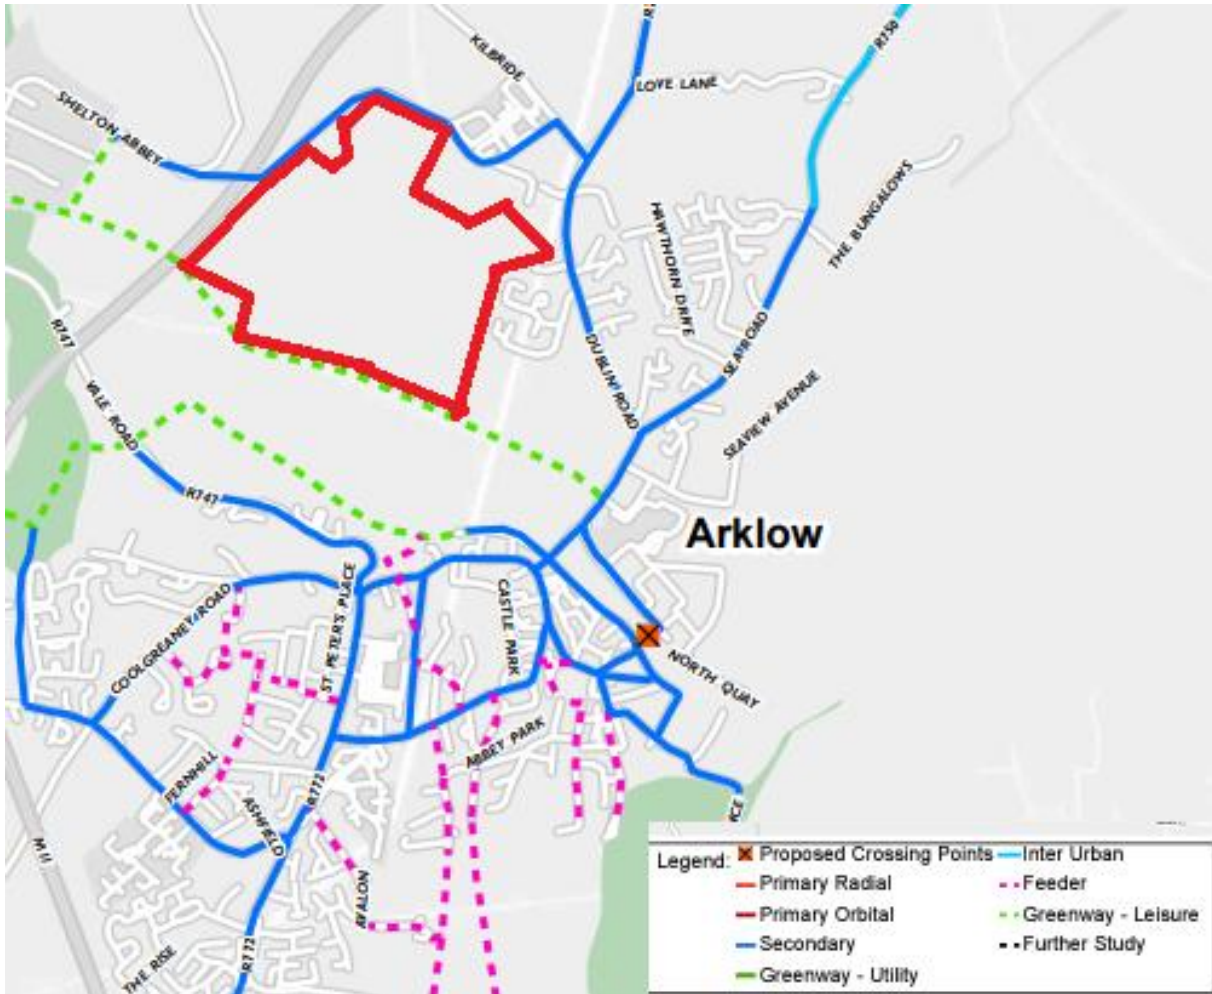 R750
KILBRIDE
LOVE LANE
SHELTON ABBEY
THE BUNGALOWS
HAWTHORN DRIVE
R747
DUBLIN ROAD
SEA ROAD
VALE ROAD
SEAVIEW AVENUE
R747
Arklow
ST PETER'S PLACE
CASTLE PARK
COOLGREANEY ROAD
NORTH QUAY
ABBEY PARK
FERNHILL
R772
ASHFIELD
M11
AVALON
THE RISE
R772
Legend:
Proposed Crossing Points
Inter Urban
Primary Radial
Feeder
Primary Orbital
Greenway - Leisure
Secondary
Further Study
Greenway - Utility